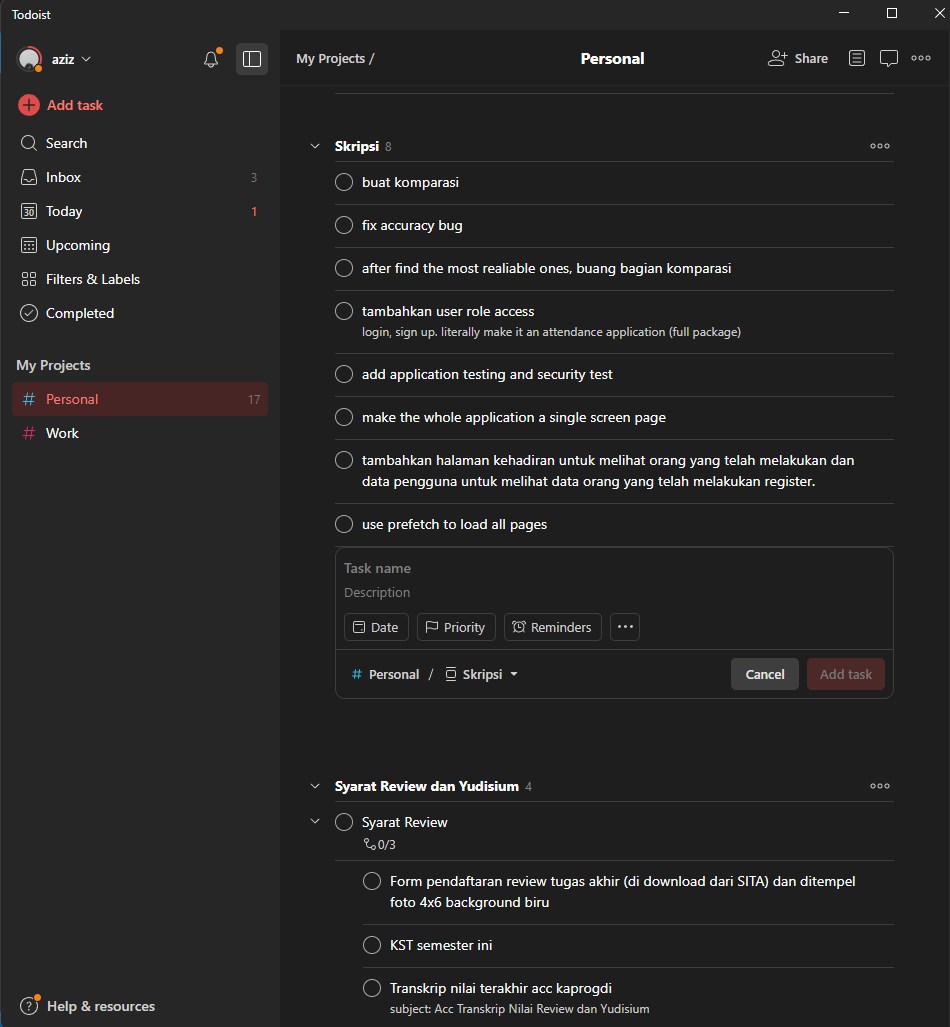 Todoist
aziz
Add task
Search
Inbox 3
30 Today 1
Upcoming
Filters & Labels
Completed
My Projects
# Personal 17
# Work
? Help & resources
My Projects /
Personal
Share
Skripsi 8
buat komparasi
fix accuracy bug
after find the most realiable ones, buang bagian komparasi
tambahkan user role access
login, sign up. literally make it an attendance application (full package)
add application testing and security test
make the whole application a single screen page
tambahkan halaman kehadiran untuk melihat orang yang telah melakukan dan
data pengguna untuk melihat data orang yang telah melakukan register.
use prefetch to load all pages
Task name
Description
Date Priority Reminders
# Personal / Skripsi Cancel Add task
Syarat Review dan Yudisium 4
Syarat Review
0/3
Form pendaftaran review tugas akhir (di download dari SITA) dan ditempel
foto 4x6 background biru
KST semester ini
Transkrip nilai terakhir acc kaprogdi
subject: Acc Transkrip Nilai Review dan Yudisium